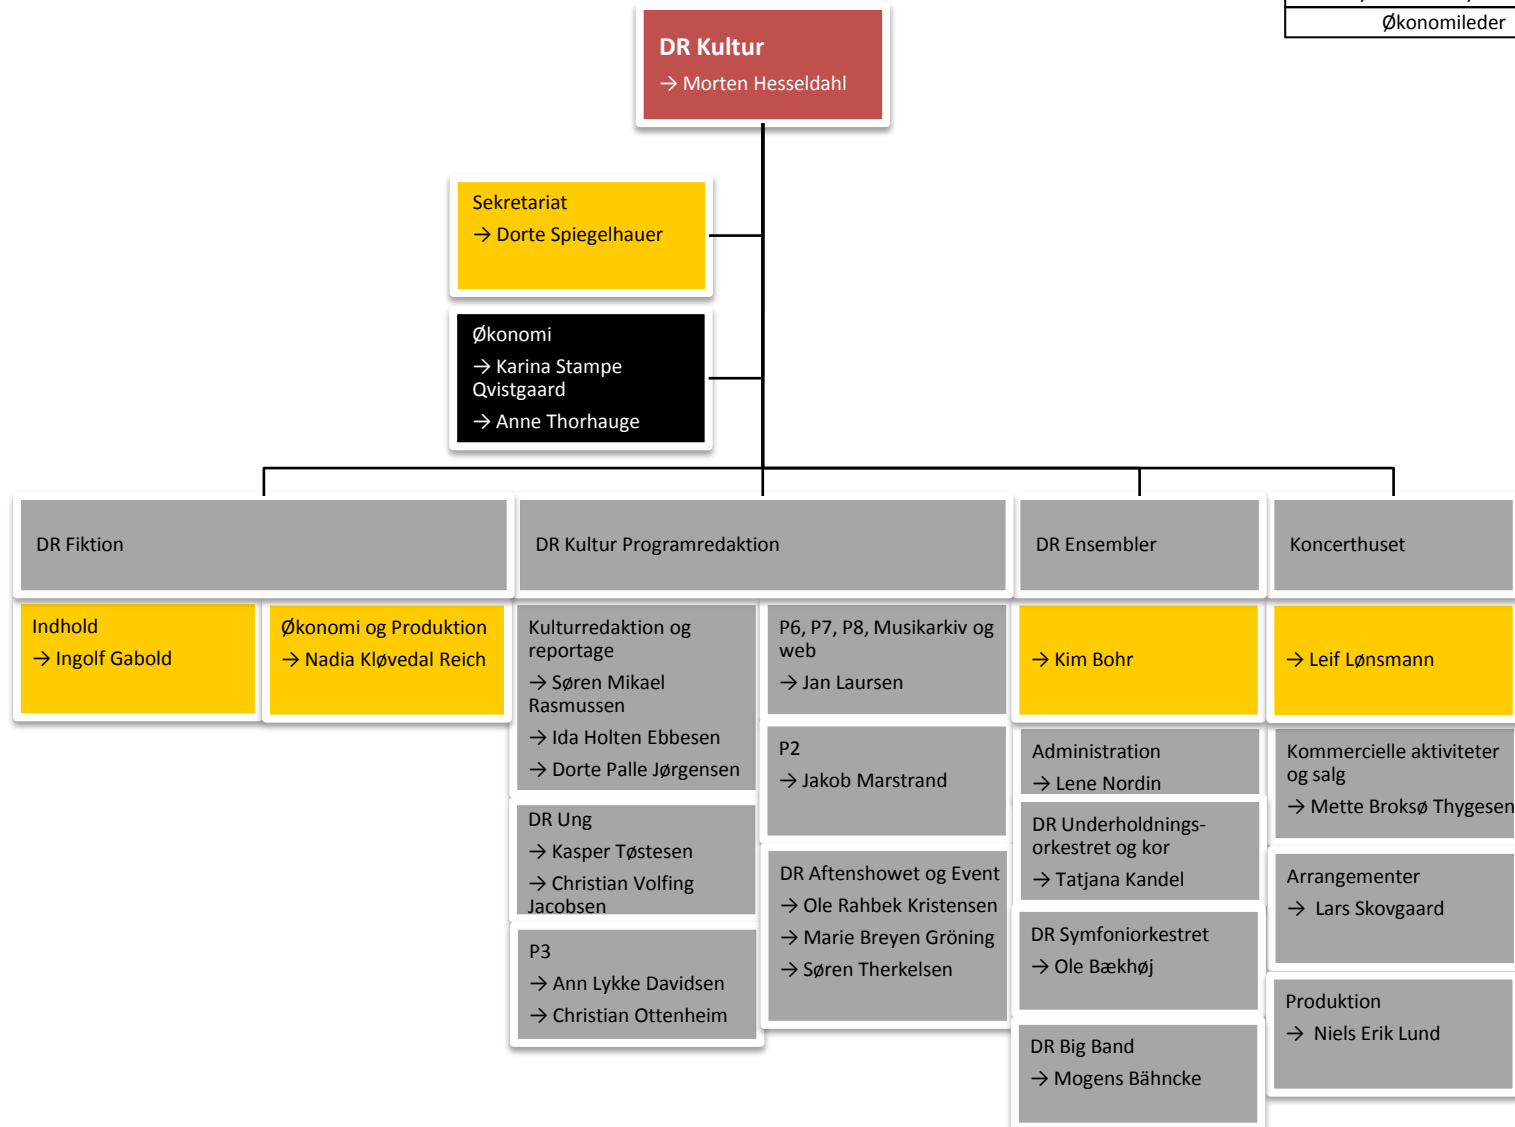 Økonomileder
DR Kultur
→ Morten Hesseldahl
Sekretariat
→ Dorte Spiegelhauer
Økonomi
→ Karina Stampe
Qvistgaard
→ Anne Thorhauge
DR Fiktion
DR Kultur Programredaktion
DR Ensembler
Koncerthuset
Indhold
→ Ingolf Gabold
Økonomi og Produktion
→ Nadia Kløvedal Reich
Kulturredaktion og
reportage
→ Søren Mikael
Rasmussen
→ Ida Holten Ebbesen
→ Dorte Palle Jørgensen
DR Ung
→ Kasper Tøstesen
→ Christian Volfing
Jacobsen
P3
→ Ann Lykke Davidsen
→ Christian Ottenheim
P6, P7, P8, Musikarkiv og
web
→ Jan Laursen
P2
→ Jakob Marstrand
DR Aftenshowet og Event
→ Ole Rahbek Kristensen
→ Marie Breyen Gröning
→ Søren Therkelsen
→ Kim Bohr
Administration
→ Lene Nordin
DR Underholdnings-
orkestret og kor
→ Tatjana Kandel
DR Symfoniorkestret
→ Ole Bækhøj
DR Big Band
→ Mogens Bähncke
→ Leif Lønsmann
Kommercielle aktiviteter
og salg
→ Mette Broksø Thygesen
Arrangementer
→ Lars Skovgaard
Produktion
→ Niels Erik Lund